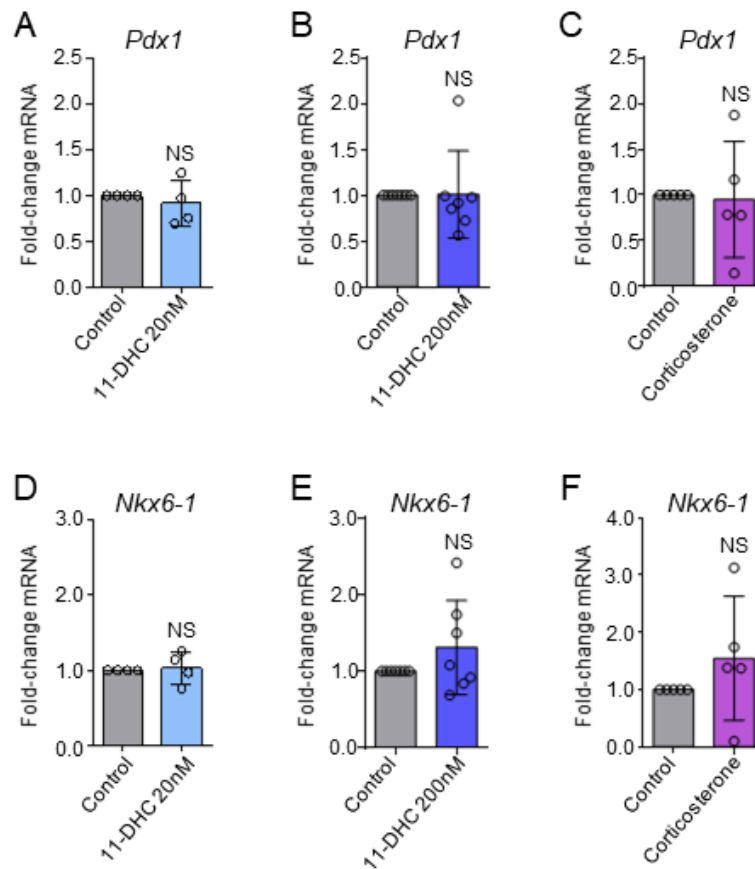 A
Pdx1
Fold-change mRNA
2.5
2.0
1.5
1.0
0.5
0.0
NS
Control
11-DHC 20nM
B
Pdx1
Fold-change mRNA
2.5
2.0
1.5
1.0
0.5
0.0
NS
Control
11-DHC 200nM
C
Pdx1
Fold-change mRNA
2.5
2.0
1.5
1.0
0.5
0.0
NS
Control
Corticosterone
D
Nkx6-1
Fold-change mRNA
3.0
2.0
1.0
0.0
NS
Control
11-DHC 20nM
E
Nkx6-1
Fold-change mRNA
3.0
2.0
1.0
0.0
NS
Control
11-DHC 200nM
F
Nkx6-1
Fold-change mRNA
4.0
3.0
2.0
1.0
0.0
NS
Control
Corticosterone